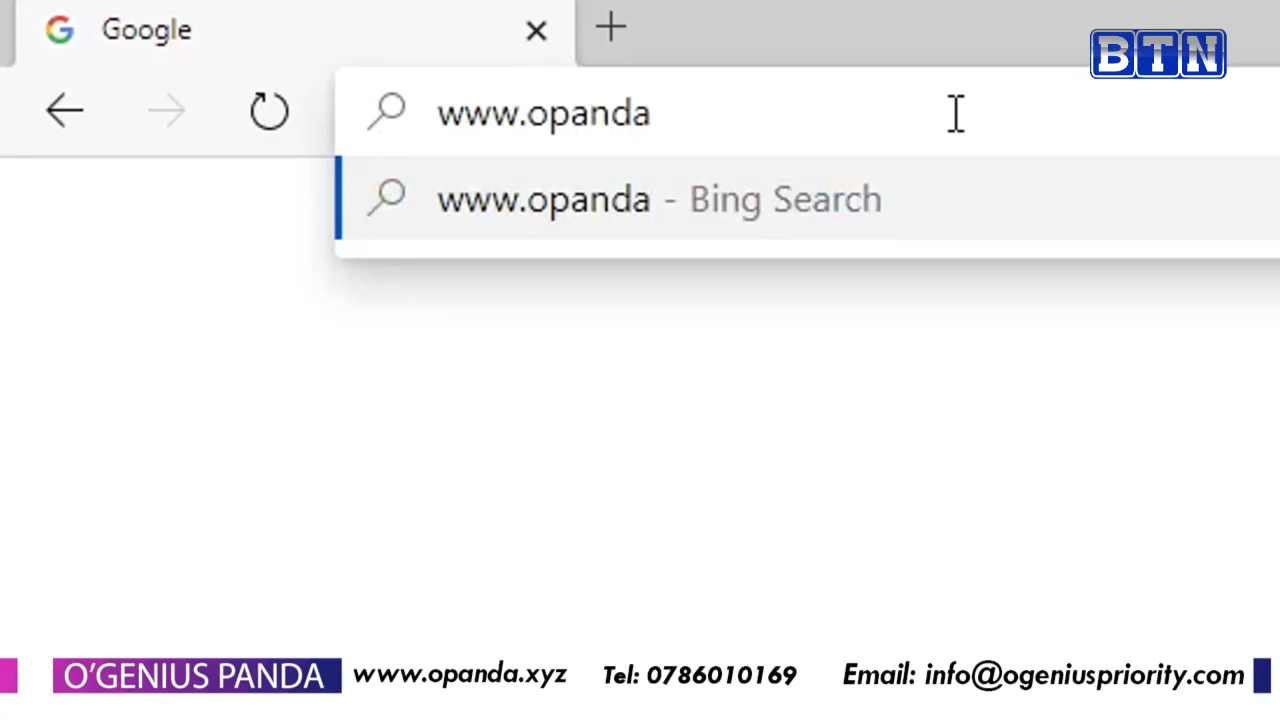 Google
BTN
www.opanda
www.opanda - Bing Search
O'GENIUS PANDA www.opanda.xyz Tel: 0786010169 Email: info@ogeniuspriority.com